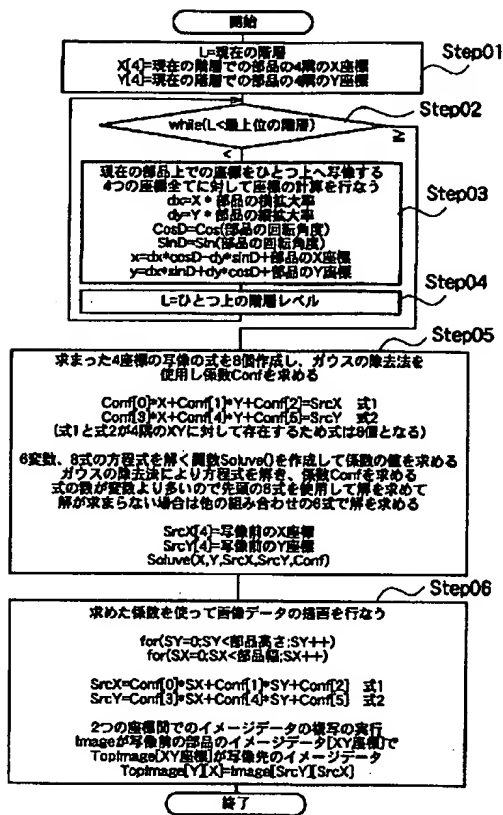 開始
L=現在の階層
X[4]=現在の階層での部品の4隅のX座標
Y[4]=現在の階層での部品の4隅のY座標
Step01
Step02
while(L<最上位の階層)
≧
<
現在の部品上での座標をひとつ上へ写像する
4つの座標全てに対して座標の計算を行なう
dx=X * 部品の横拡大率
dy=Y * 部品の縦拡大率
CosD=Cos(部品の回転角度)
SinD=Sin(部品の回転角度)
x=dx*cosD-dy*sinD+部品のX座標
y=dx*sinD+dy*cosD+部品のY座標
Step03
Step04
L=ひとつ上の階層レベル
Step05
求まった4座標の写像の式を8個作成し、ガウスの除去法を
使用し係数Confを求める
Conf[0]*X+Conf[1]*Y+Conf[2]=SrcX 式1
Conf[3]*X+Conf[4]*Y+Conf[5]=SrcY 式2
(式1と式2が4隅のXYに対して存在するため式は8個となる)
6変数、8式の方程式を解く関数Soluve()を作成して係数の値を求める
ガウスの除去法により方程式を解き、係数Confを求める
式の数が変数より多いので先頭の6式を使用して解を求めて
解が求まらない場合は他の組み合わせの6式で解を求める
SrcX[4]=写像前のX座標
SrcY[4]=写像前のY座標
Soluve(X,Y,SrcX,SrcY,Conf)
Step06
求めた係数を使って画像データの描画を行なう
for(SY=0;SY<部品高さ;SY++)
for(SX=0;SX<部品幅;SX++)
SrcX=Conf[0]*SX+Conf[1]*SY+Conf[2] 式1
SrcY=Conf[3]*SX+Conf[4]*SY+Conf[5] 式2
2つの座標間でのイメージデータの複写の実行
Imageが写像前の部品のイメージデータ[XY座標]で
TopImage[XY座標]が写像先のイメージデータ
TopImage[Y][X]=Image[SrcY][SrcX]
終了